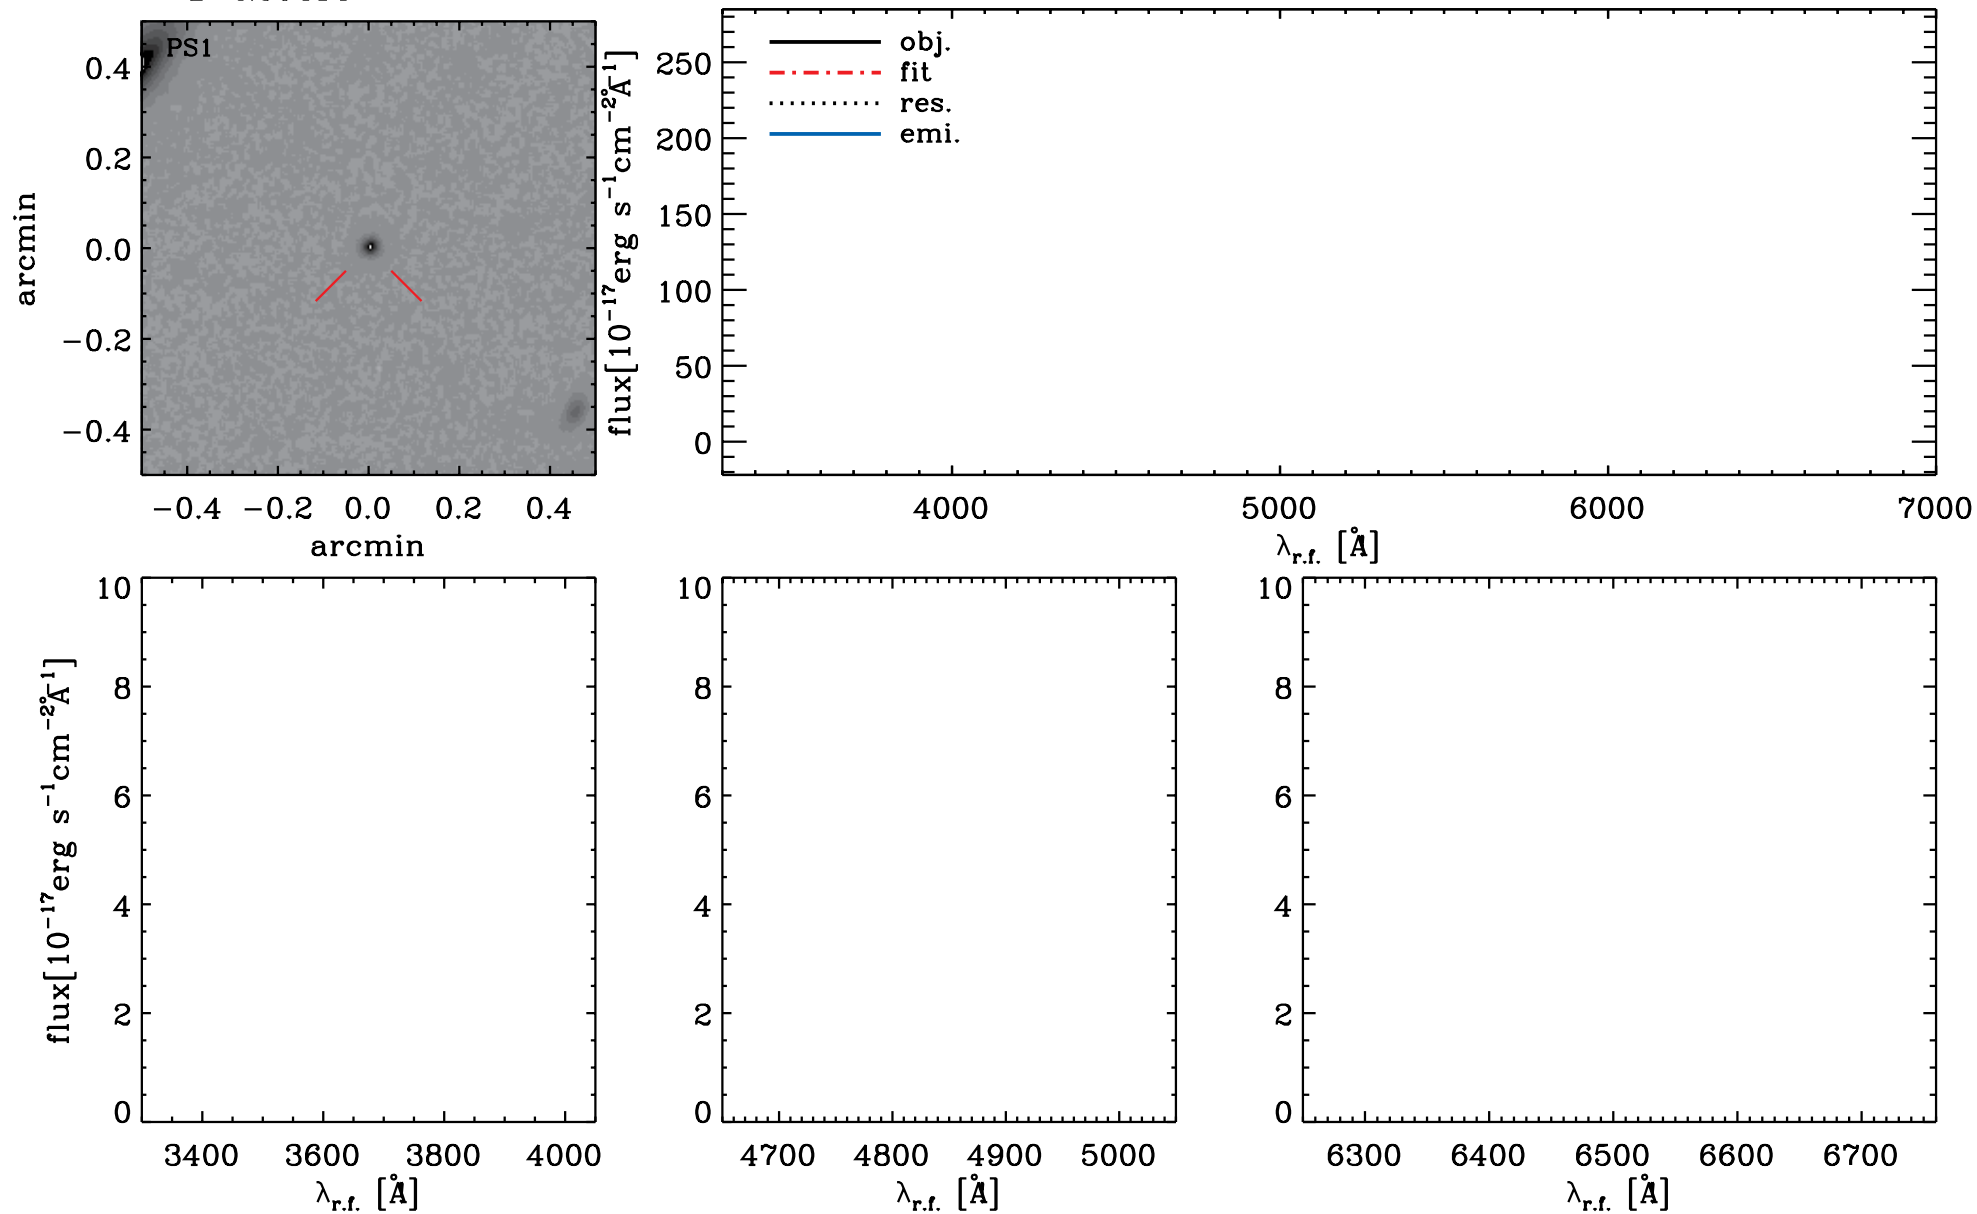 PS1
0.4
0.2
0.0
−0.2
−0.4
arcmin
−0.4 −0.2 0.0 0.2 0.4
arcmin
flux[10⁻¹⁷erg s⁻¹cm⁻²Å⁻¹]
250
200
150
100
50
0
obj.
fit
res.
emi.
4000 5000 6000 7000
λr.f. [Å]
flux[10⁻¹⁷erg s⁻¹cm⁻²Å⁻¹]
10
8
6
4
2
0
3400 3600 3800 4000
λr.f. [Å]
10
8
6
4
2
0
4700 4800 4900 5000
λr.f. [Å]
10
8
6
4
2
0
6300 6400 6500 6600 6700
λr.f. [Å]